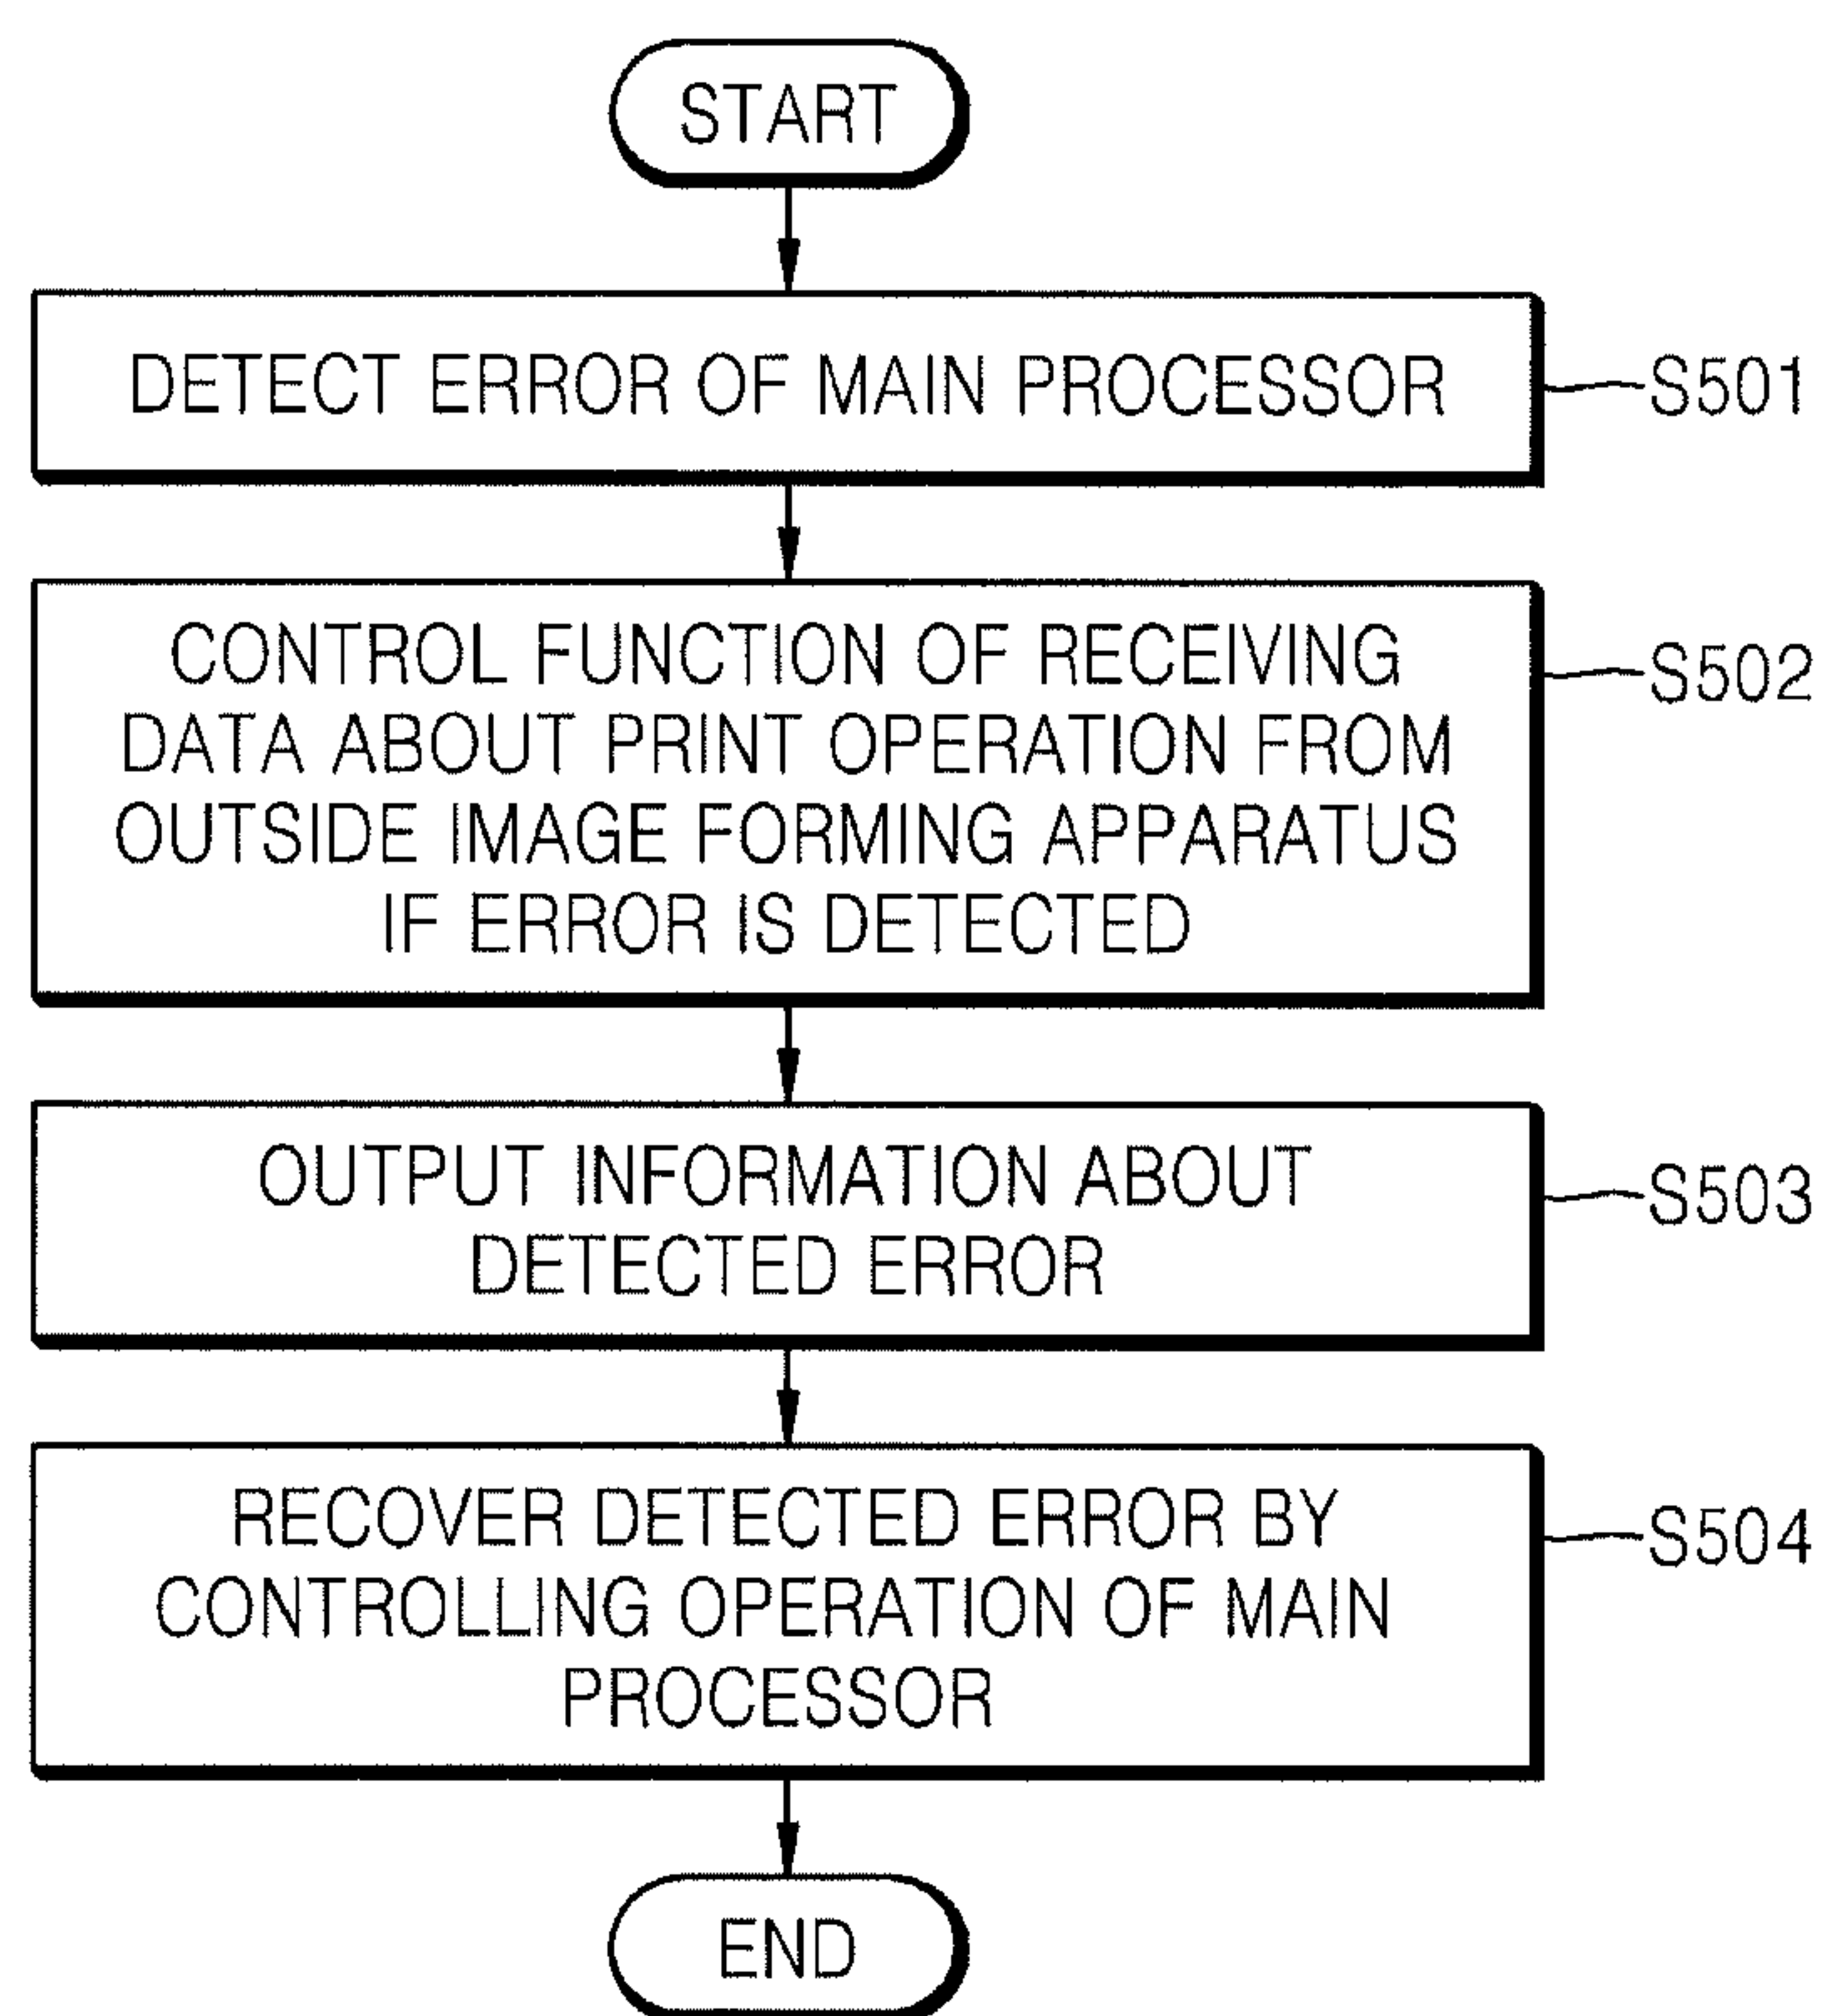 START
DETECT ERROR OF MAIN PROCESSOR
S501
CONTROL FUNCTION OF RECEIVING
DATA ABOUT PRINT OPERATION FROM
OUTSIDE IMAGE FORMING APPARATUS
IF ERROR IS DETECTED
S502
OUTPUT INFORMATION ABOUT
DETECTED ERROR
S503
RECOVER DETECTED ERROR BY
CONTROLLING OPERATION OF MAIN
PROCESSOR
S504
END